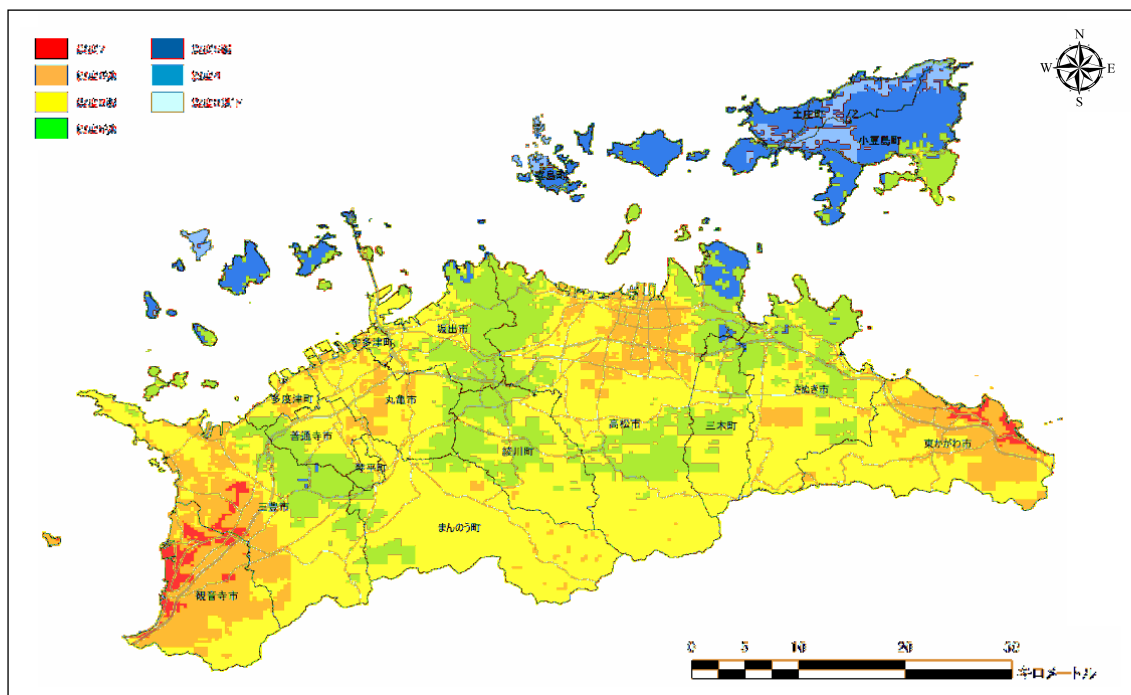 N
W E
S
土庄町
小豆島町
直島町
坂出市
宇多津町
多度津町
丸亀市
善通寺市
琴平町
綾川町
高松市
三木町
さぬき市
東かがわ市
三豊市
まんのう町
観音寺市
0 5 10 20 30
キロメートル